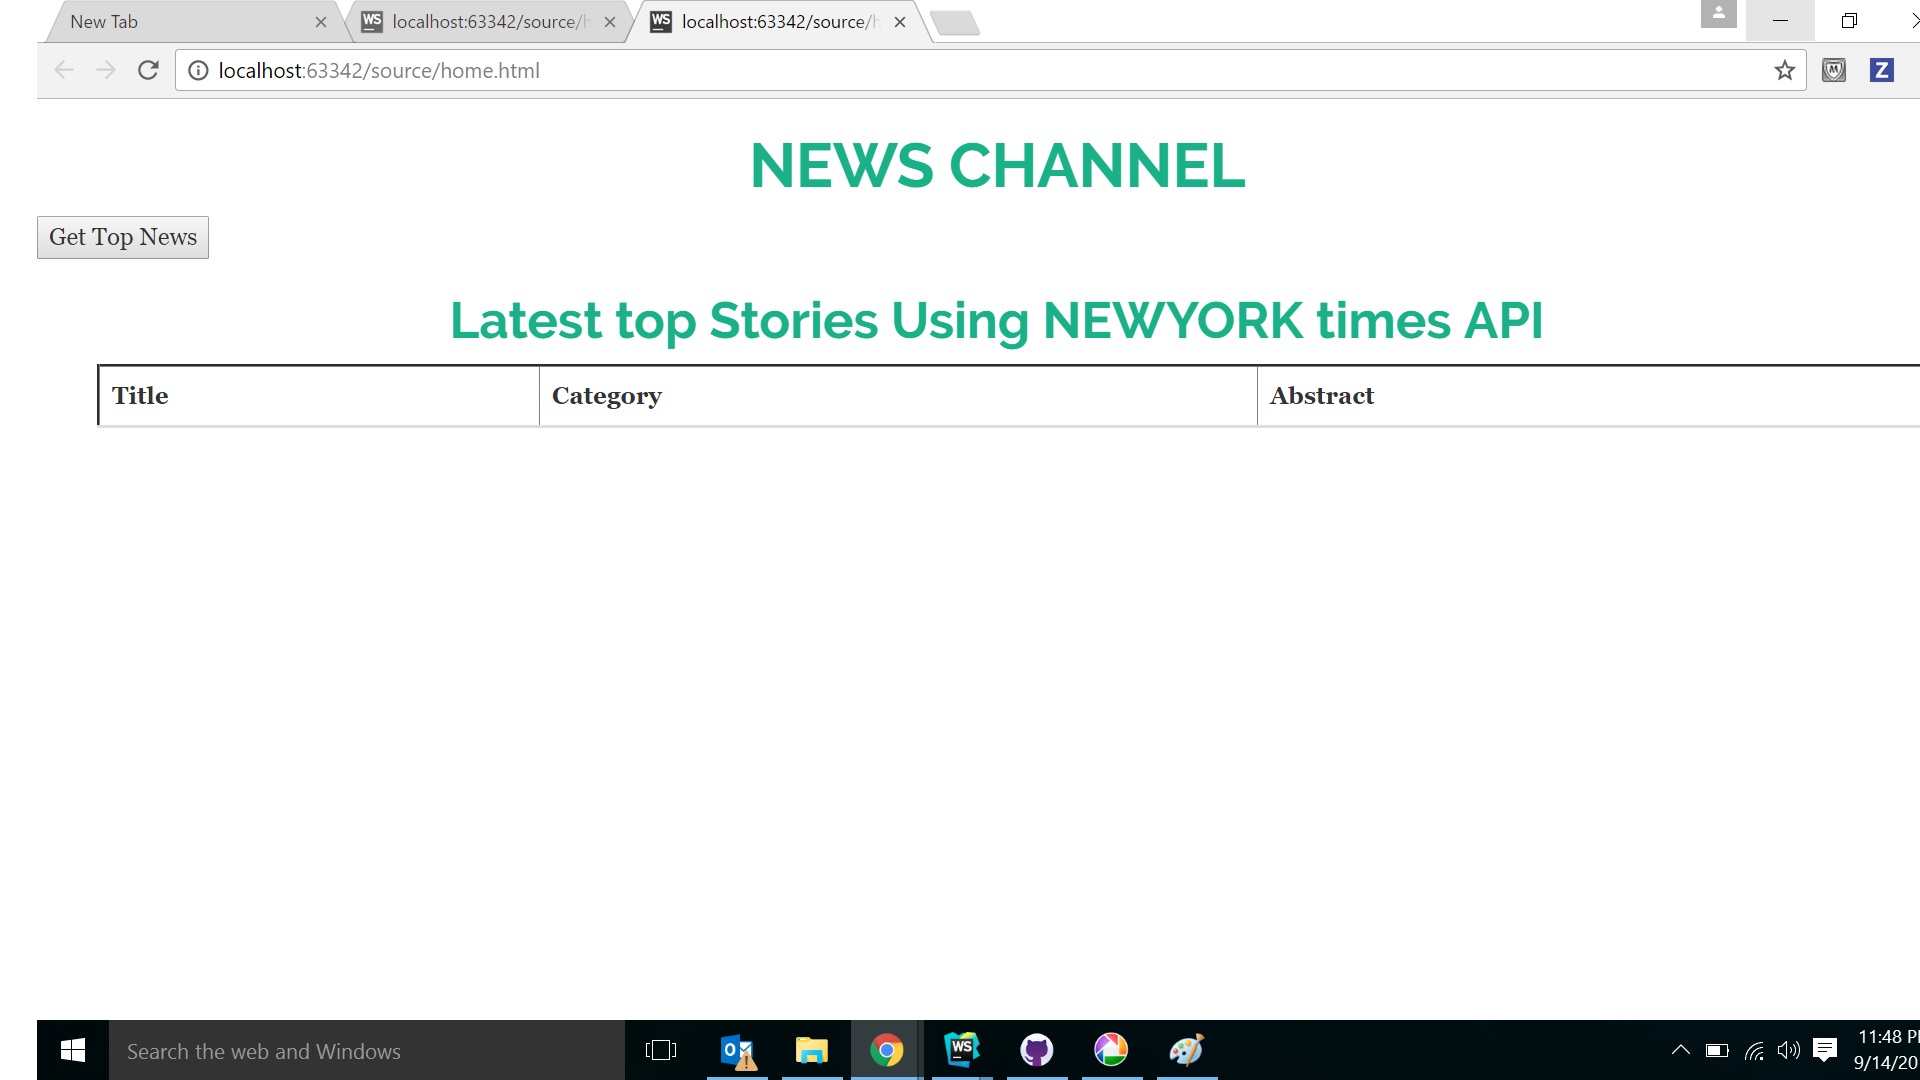 New Tab
WS localhost:63342/source/h
WS localhost:63342/source/h
localhost:63342/source/home.html
Z
NEWS CHANNEL
Get Top News
Latest top Stories Using NEWYORK times API
Title Category Abstract
Search the web and Windows
WS
11:48 P
9/14/20